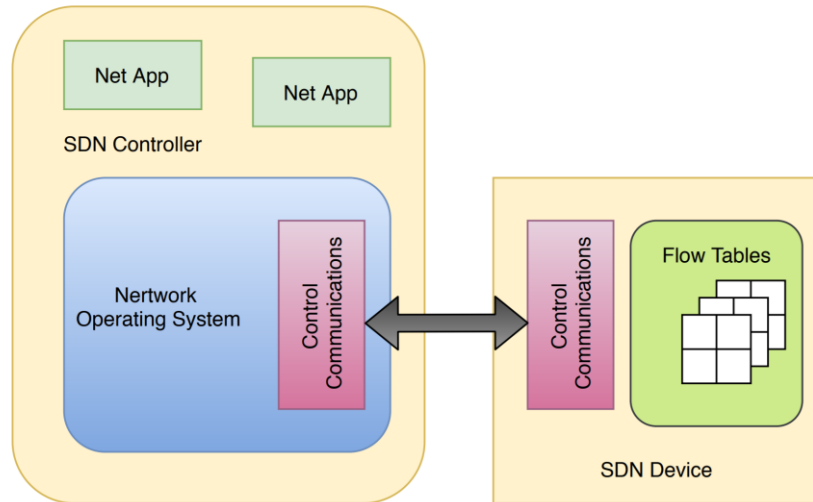 Net App
Net App
SDN Controller
Nertwork
Operating System
Control
Communications
Control
Communications
Flow Tables
SDN Device